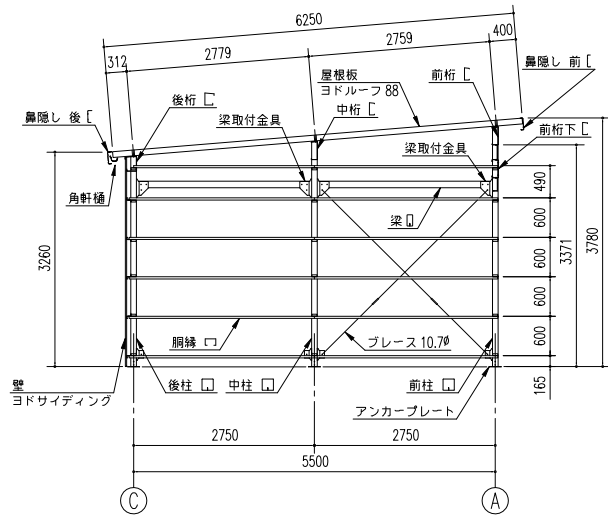 6250
312
2779
2759
400
鼻隠し 後
後桁
梁取付金具
屋根板
ヨドルーフ 88
中桁
前桁
鼻隠し 前
梁取付金具
前桁下
角軒樋
梁
490
600
600
600
600
165
3371
3780
3260
胴縁
ブレース 10.7φ
壁
ヨドサイディング
後柱
中柱
前柱
アンカープレート
2750
2750
5500
C
A